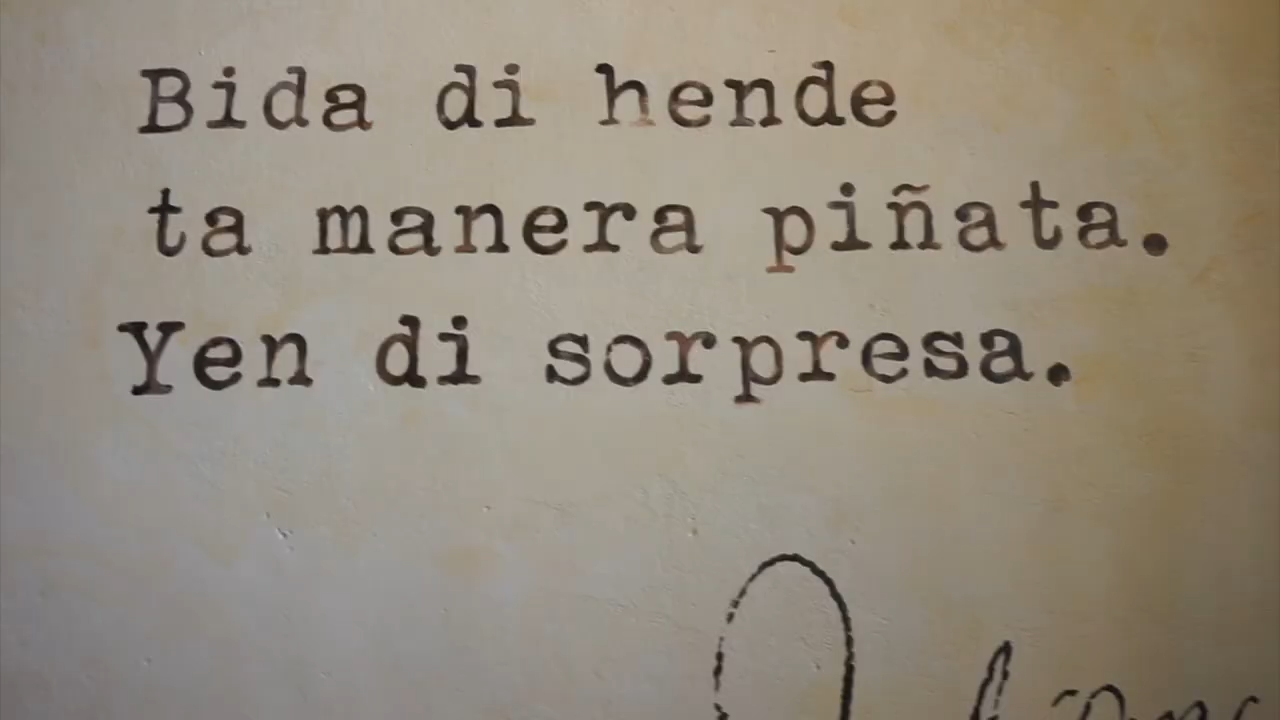 Bida di hende
ta manera piñata.
Yen di sorpresa.